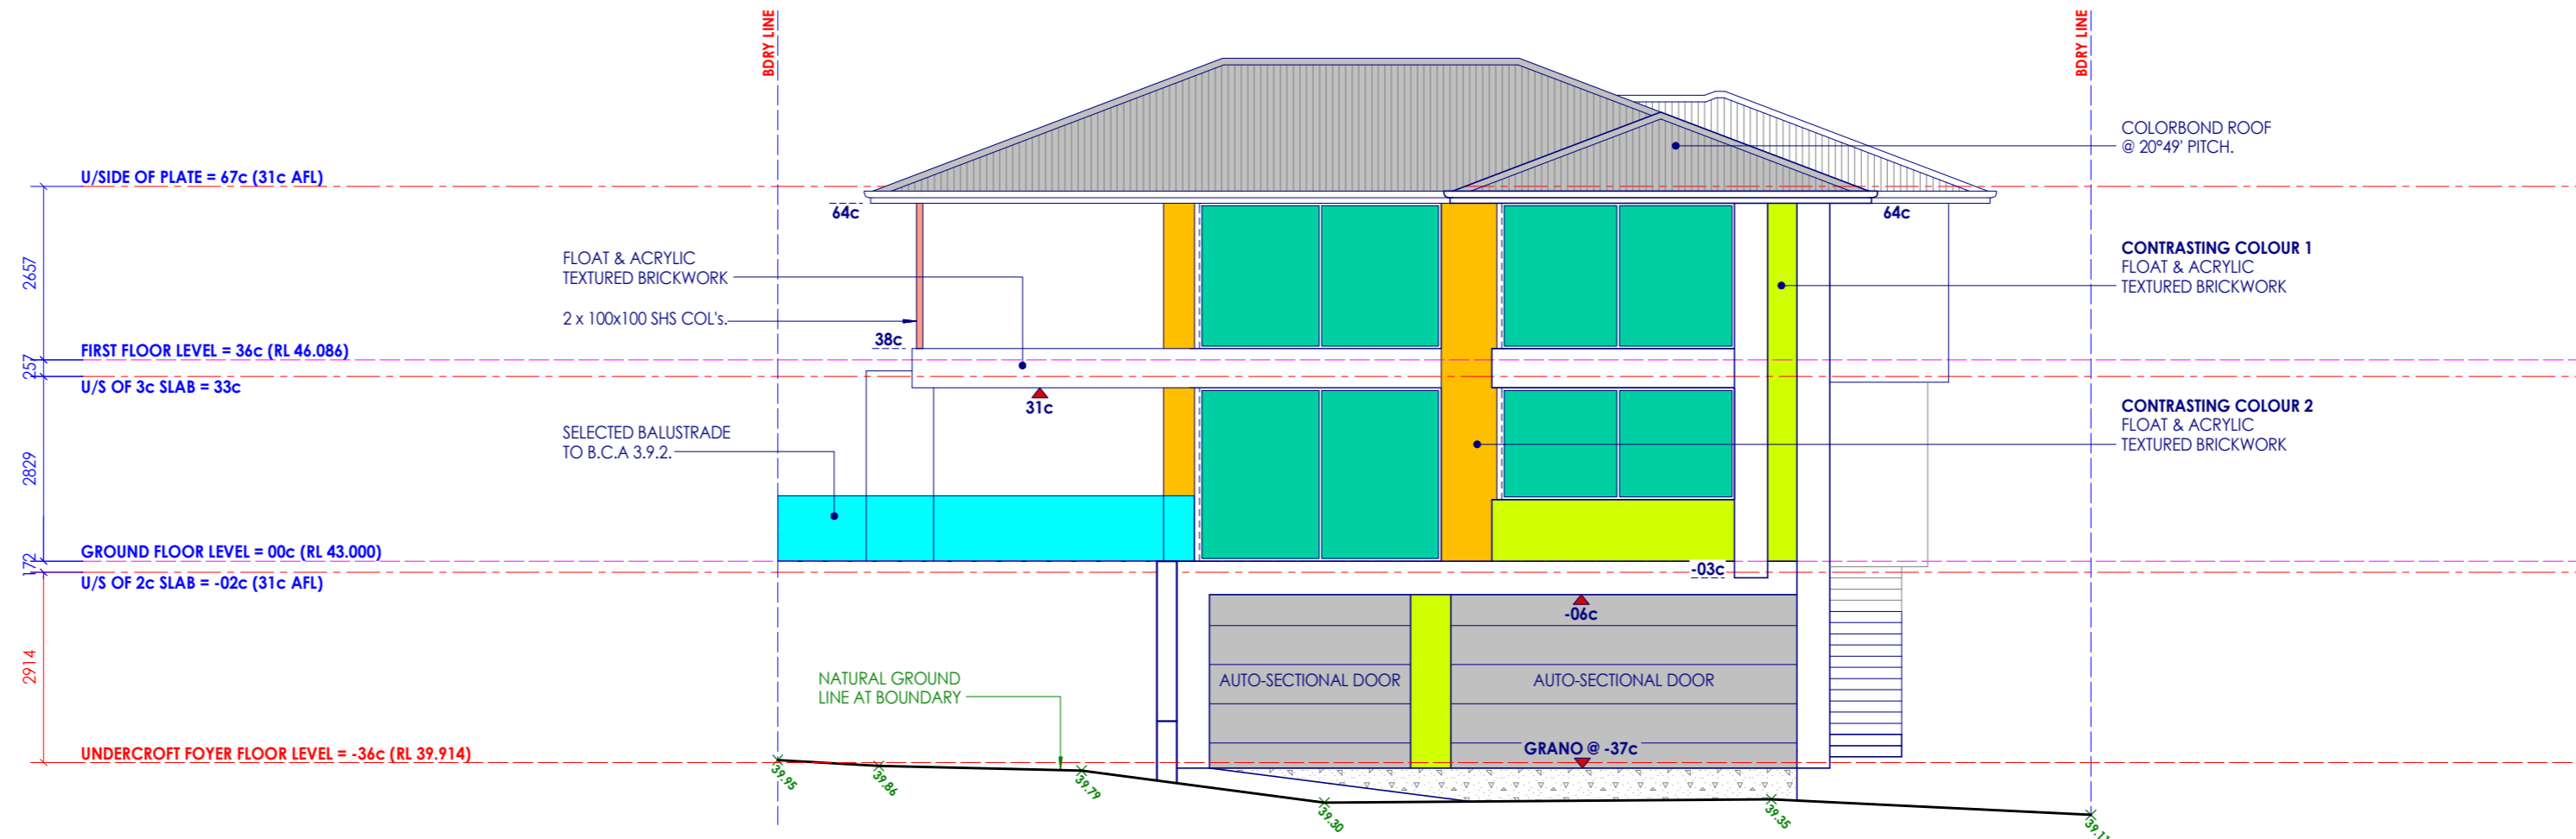 BDRY LINE
BDRY LINE
COLORBOND ROOF
@ 20°49' PITCH.
U/SIDE OF PLATE = 67c (31c AFL)
64c
64c
2657
FLOAT & ACRYLIC
TEXTURED BRICKWORK
CONTRASTING COLOUR 1
FLOAT & ACRYLIC
TEXTURED BRICKWORK
2 x 100x100 SHS COL's.
38c
FIRST FLOOR LEVEL = 36c (RL 46.086)
257
U/S OF 3c SLAB = 33c
31c
CONTRASTING COLOUR 2
FLOAT & ACRYLIC
TEXTURED BRICKWORK
SELECTED BALUSTRADE
TO B.C.A 3.9.2.
2829
GROUND FLOOR LEVEL = 00c (RL 43.000)
172
U/S OF 2c SLAB = -02c (31c AFL)
-03c
-06c
2914
NATURAL GROUND
LINE AT BOUNDARY
AUTO-SECTIONAL DOOR
AUTO-SECTIONAL DOOR
GRANO @ -37c
UNDERCROFT FOYER FLOOR LEVEL = -36c (RL 39.914)
39.95
39.86
39.79
39.30
39.35